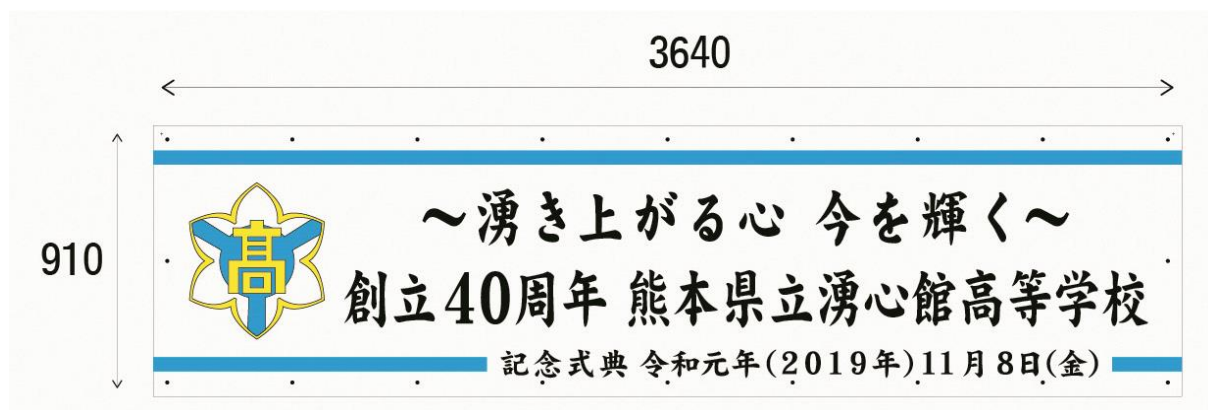 3640
910
高
～湧き上がる心 今を輝く～
創立40周年 熊本県立湧心館高等学校
記念式典 令和元年(2019年)11月8日(金)